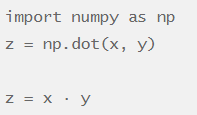 import numpy as np
z = np.dot(x, y)
z = x · y